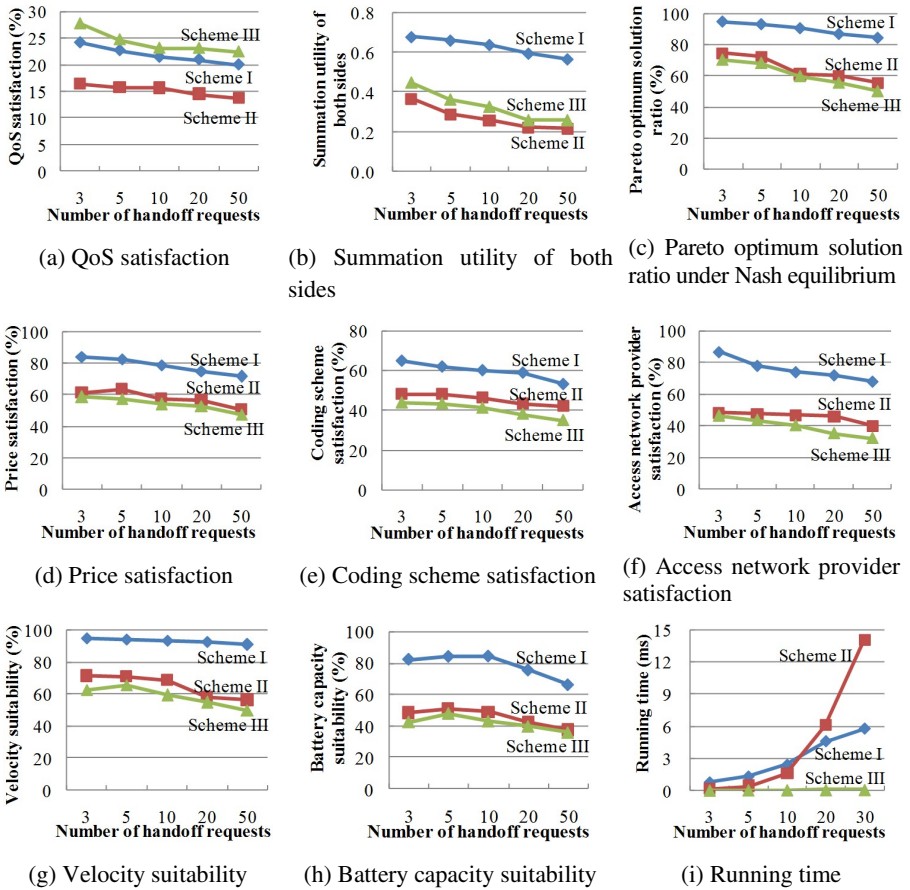 QoS satisfaction (%)
30
25
20
15
10
5
0
Scheme III
Scheme I
Scheme II
3 5 10 20 50
Number of handoff requests
(a) QoS satisfaction
Summation utility of
both sides
0.8
0.6
0.4
0.2
0.0
Scheme I
Scheme III
Scheme II
3 5 10 20 50
Number of handoff requests
(b) Summation utility of both
sides
Pareto optimum solution
ratio (%)
100
80
60
40
20
0
Scheme I
Scheme II
Scheme III
3 5 10 20 50
Number of handoff requests
(c) Pareto optimum solution
ratio under Nash equilibrium
Price satisfaction (%)
100
80
60
40
20
0
Scheme I
Scheme II
Scheme III
3 5 10 20 50
Number of handoff requests
(d) Price satisfaction
Coding scheme
satisfaction (%)
80
60
40
20
0
Scheme I
Scheme II
Scheme III
3 5 10 20 50
Number of handoff requests
(e) Coding scheme satisfaction
Access network provider
satisfaction (%)
100
80
60
40
20
0
Scheme I
Scheme II
Scheme III
3 5 10 20 50
Number of handoff requests
(f) Access network provider
satisfaction
Velocity suitability (%)
100
80
60
40
20
0
Scheme I
Scheme II
Scheme III
3 5 10 20 50
Number of handoff requests
(g) Velocity suitability
Battery capacity
suitability (%)
100
80
60
40
20
0
Scheme I
Scheme II
Scheme III
3 5 10 20 50
Number of handoff requests
(h) Battery capacity suitability
Running time (ms)
15
12
9
6
3
0
Scheme II
Scheme I
Scheme III
3 5 10 20 30
Number of handoff requests
(i) Running time